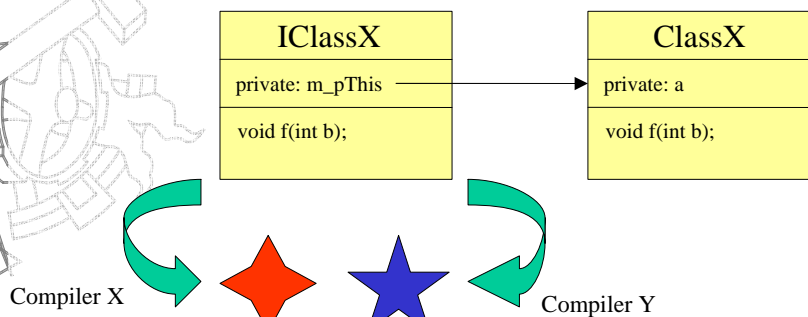 IClassX
private: m_pThis
void f(int b);
ClassX
private: a
void f(int b);
Compiler X
Compiler Y